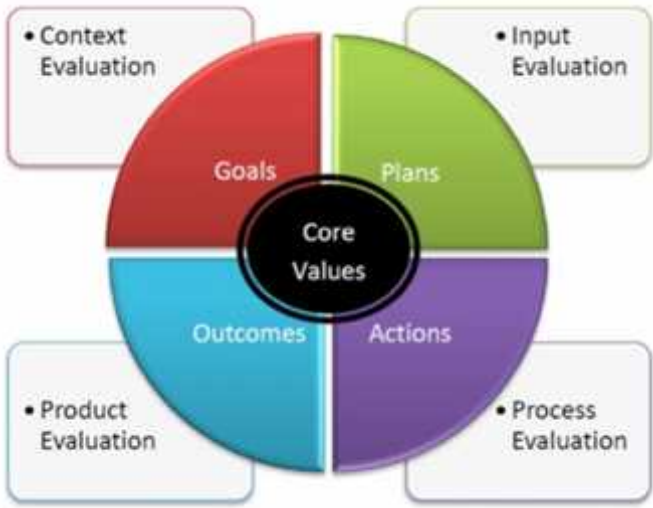 • Context
Evaluation
• Input
Evaluation
Goals
Plans
Core
Values
Outcomes
Actions
• Product
Evaluation
• Process
Evaluation